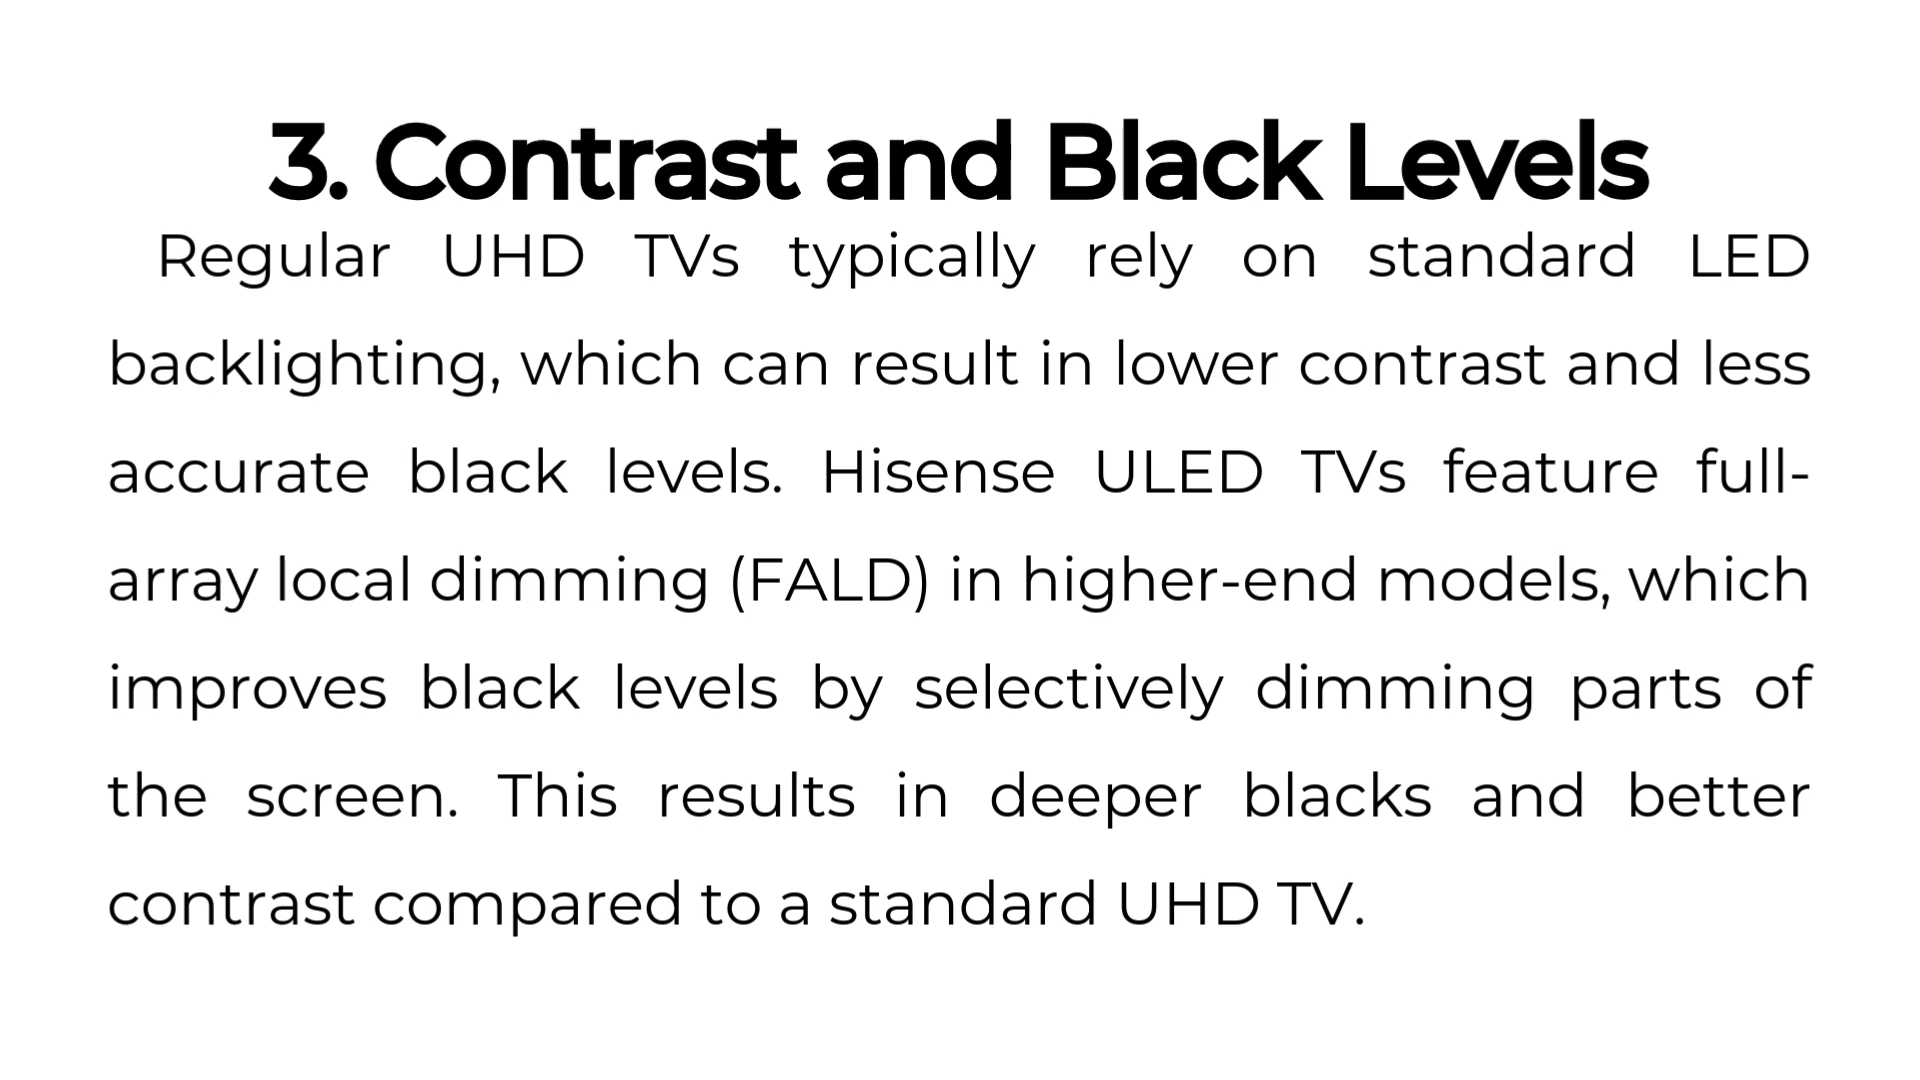 3. Contrast and Black Levels
Regular UHD TVs typically rely on standard LED
backlighting, which can result in lower contrast and less
accurate black levels. Hisense ULED TVs feature full-
array local dimming (FALD) in higher-end models, which
improves black levels by selectively dimming parts of
the screen. This results in deeper blacks and better
contrast compared to a standard UHD TV.